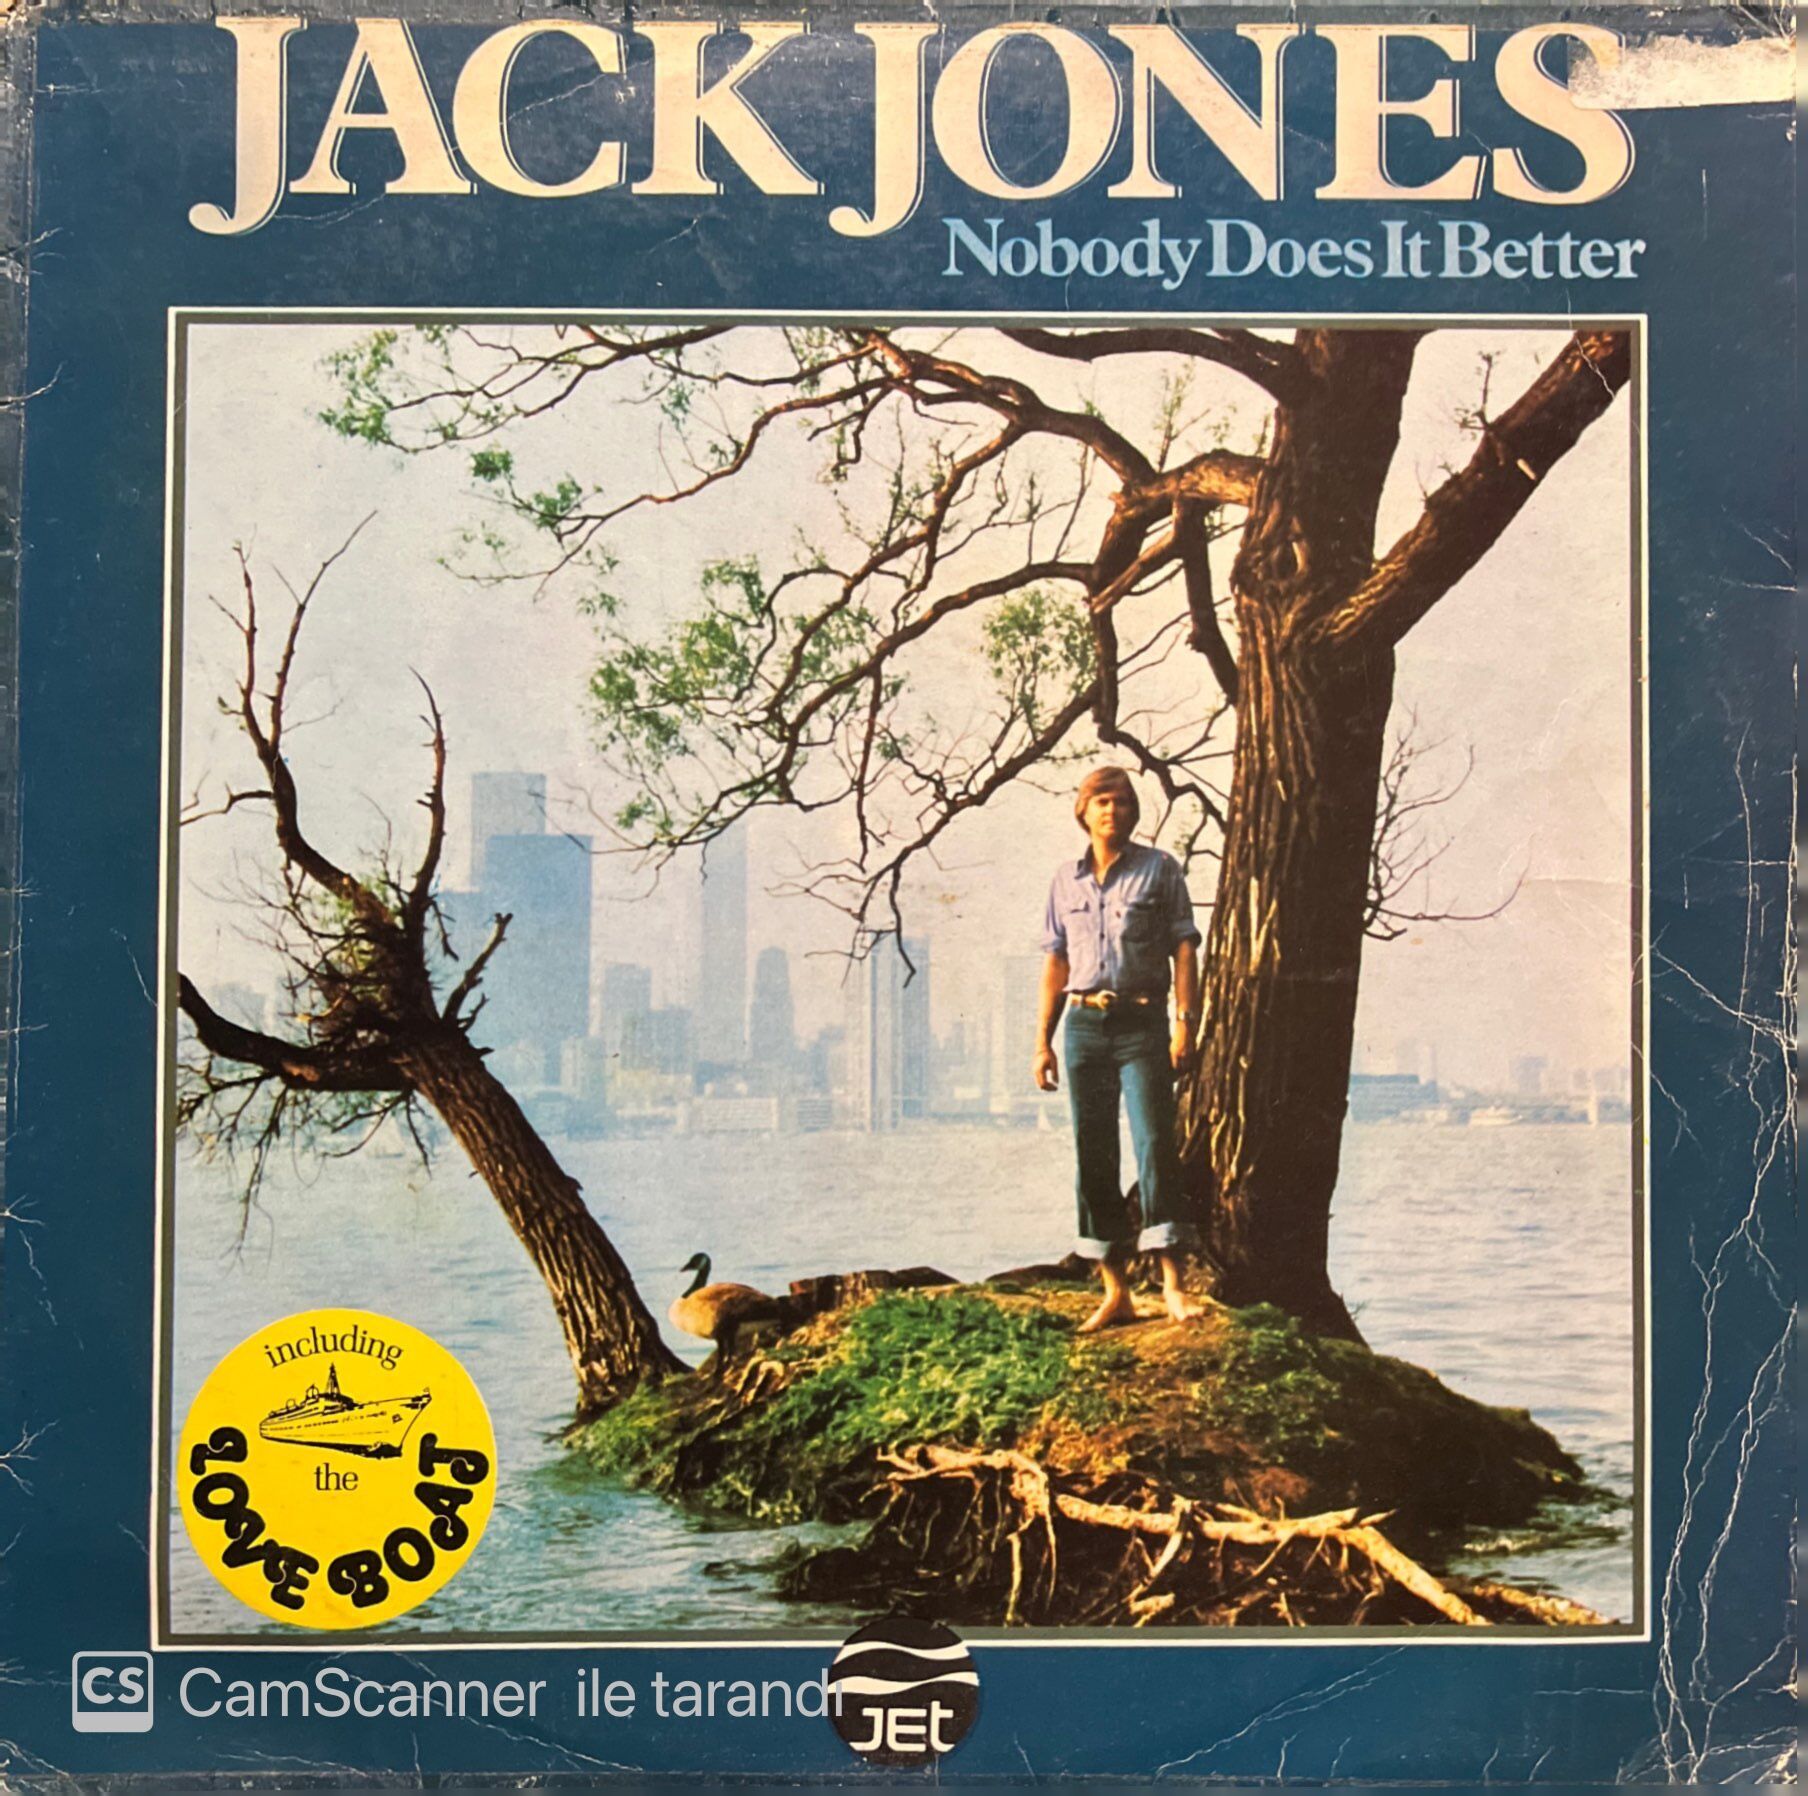 JACK JONES
Nobody Does It Better
including
the
LOVE BOAT
CS CamScanner ile tarandı
JEt